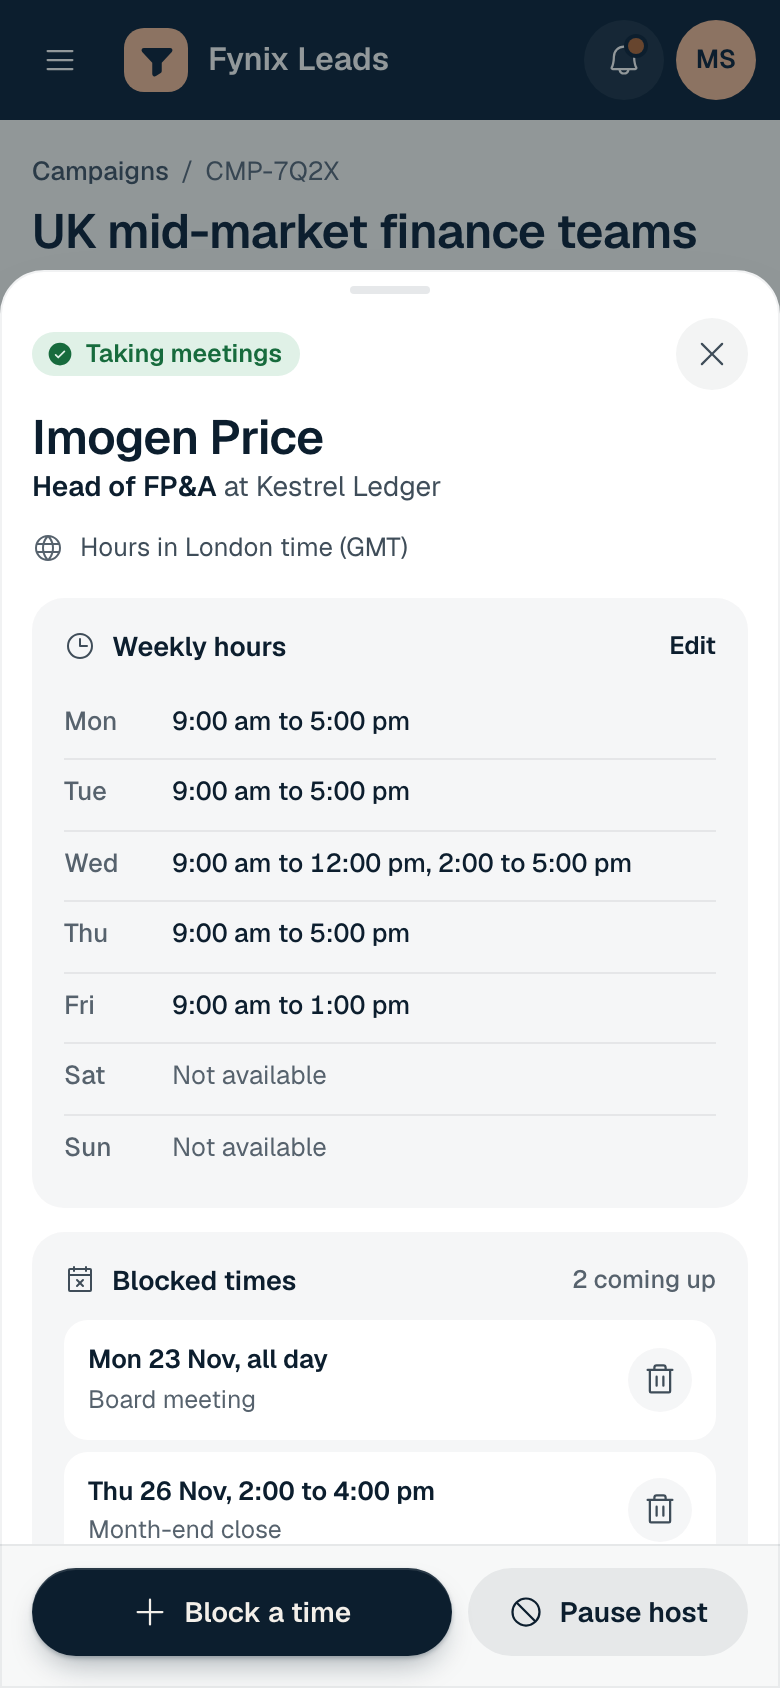 Fynix Leads
MS
Campaigns / CMP-7Q2X
UK mid-market finance teams
Taking meetings
Imogen Price
Head of FP&A at Kestrel Ledger
Hours in London time (GMT)
Weekly hours
Edit
Mon 9:00 am to 5:00 pm
Tue 9:00 am to 5:00 pm
Wed 9:00 am to 12:00 pm, 2:00 to 5:00 pm
Thu 9:00 am to 5:00 pm
Fri 9:00 am to 1:00 pm
Sat Not available
Sun Not available
Blocked times
2 coming up
Mon 23 Nov, all day
Board meeting
Thu 26 Nov, 2:00 to 4:00 pm
Month-end close
Block a time
Pause host